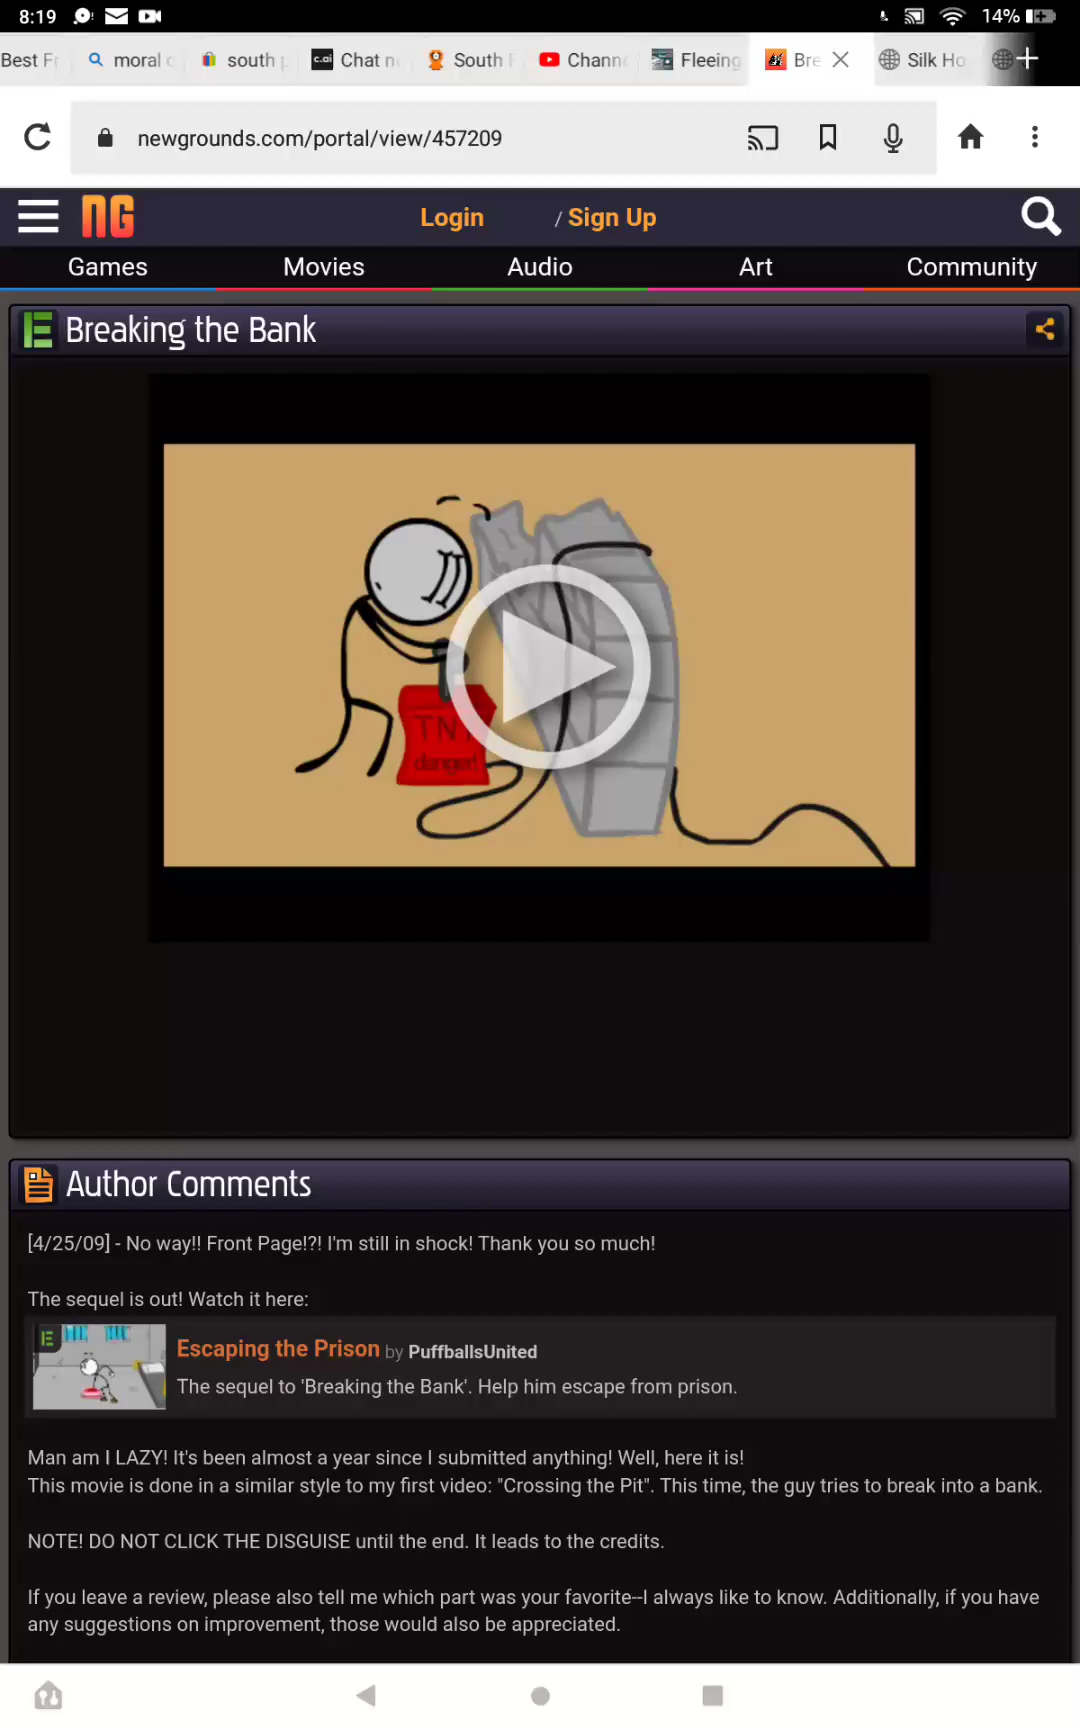 8:19 14%
Best F moral south Chat n South Chann Fleeing Bre Silk Ho
newgrounds.com/portal/view/457209
NG Login / Sign Up
Games Movies Audio Art Community
E Breaking the Bank
TNT
danger!
Author Comments
[4/25/09] - No way!! Front Page!?! I'm still in shock! Thank you so much!
The sequel is out! Watch it here:
E Escaping the Prison by PuffballsUnited
The sequel to 'Breaking the Bank'. Help him escape from prison.
Man am I LAZY! It's been almost a year since I submitted anything! Well, here it is!
This movie is done in a similar style to my first video: "Crossing the Pit". This time, the guy tries to break into a bank.
NOTE! DO NOT CLICK THE DISGUISE until the end. It leads to the credits.
If you leave a review, please also tell me which part was your favorite--I always like to know. Additionally, if you have
any suggestions on improvement, those would also be appreciated.